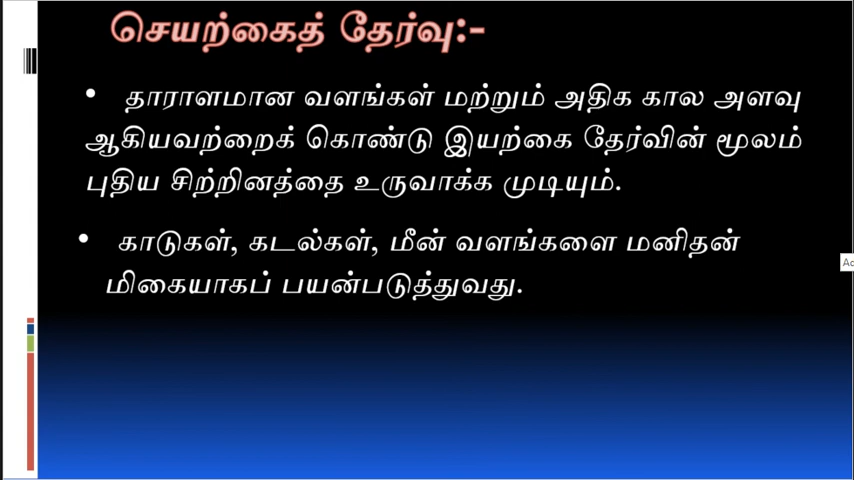 செயற்கைத் தேர்வு:-
• தாராளமான வளங்கள் மற்றும் அதிக கால அளவு
ஆகியவற்றைக் கொண்டு இயற்கை தேர்வின் மூலம்
புதிய சிற்றினத்தை உருவாக்க முடியும்.
• காடுகள், கடல்கள், மீன் வளங்களை மனிதன்
மிகையாகப் பயன்படுத்துவது.